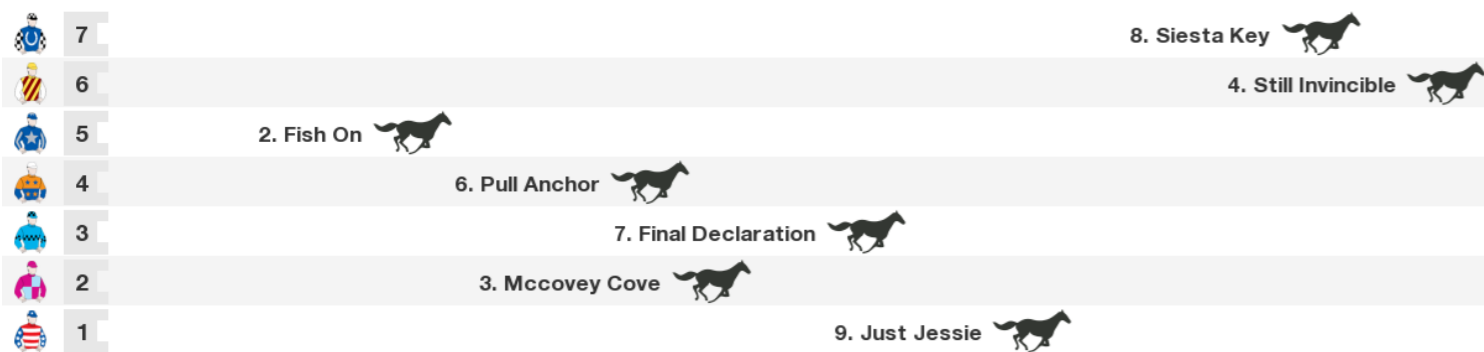 7 8. Siesta Key
6 4. Still Invincible
5 2. Fish On
4 6. Pull Anchor
3 7. Final Declaration
2 3. Mccovey Cove
1 9. Just Jessie